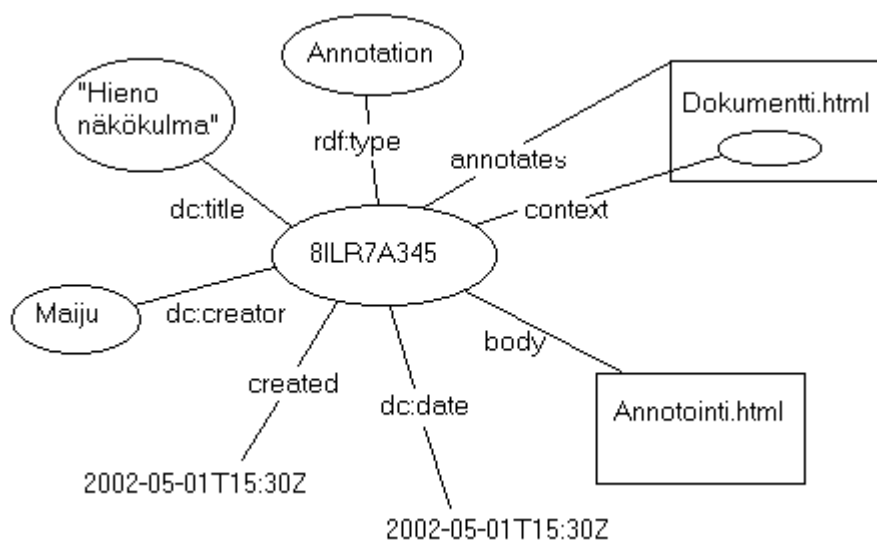 Annotation
"Hieno
näkökulma"
Dokumentti.html
rdf:type
annotates
dc:title
context
8ILR7A345
Maiju
dc:creator
body
created
dc:date
Annotointi.html
2002-05-01T15:30Z
2002-05-01T15:30Z